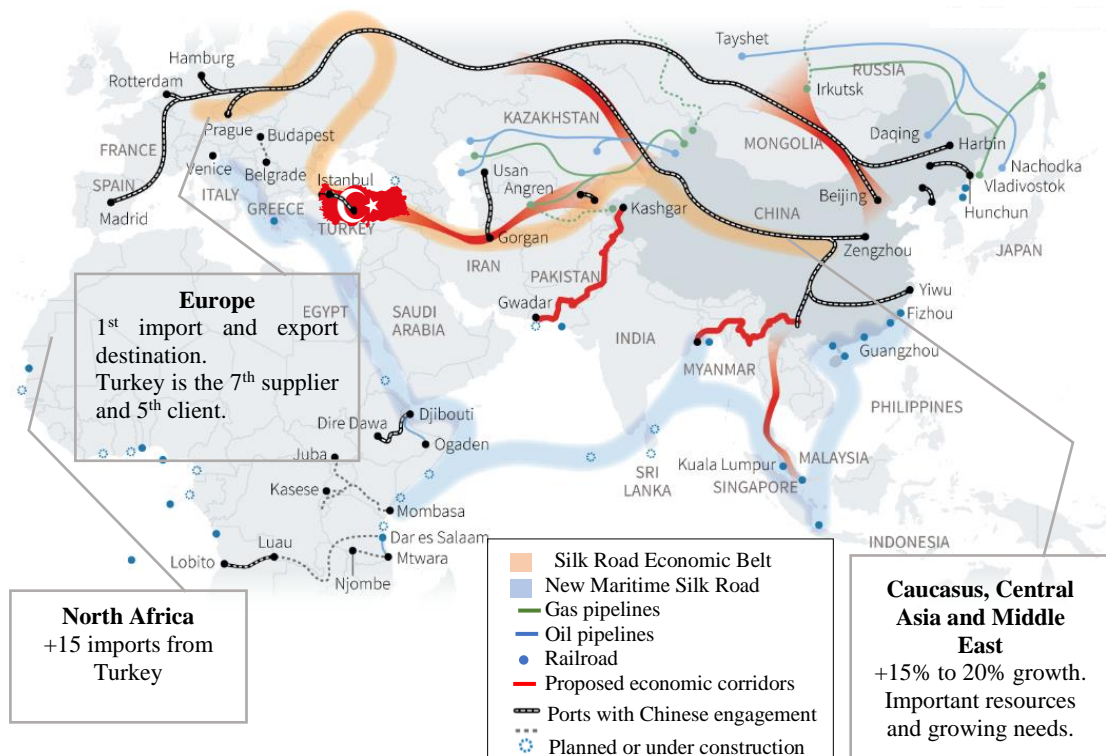 Tayshet
Hamburg
RUSSIA
Rotterdam
Irkutsk
KAZAKHSTAN
Prague
Budapest
MONGOLIA
Daqing
Harbin
FRANCE
Venice
Usan
Nachodka
Belgrade
Istanbul
Angren
Vladivostok
SPAIN
ITALY
Beijing
Kashgar
Hunchun
GREECE
CHINA
Madrid
TURKEY
Gorgan
Zengzhou
JAPAN
IRAN
PAKISTAN
Europe
1st import and export
destination.
Turkey is the 7th supplier
and 5th client.
EGYPT
SAUDI
ARABIA
Gwadar
Yiwu
Fizhou
INDIA
Guangzhou
MYANMAR
PHILIPPINES
Djibouti
Dire Dawa
Ogaden
Juba
Kuala Lumpur
MALAYSIA
SRI
LANKA
SINGAPORE
Kasese
Mombasa
Dar es Salaam
Luau
Lobito
Mtwara
INDONESIA
Njombe
Silk Road Economic Belt
New Maritime Silk Road
Gas pipelines
Oil pipelines
Railroad
Proposed economic corridors
Ports with Chinese engagement
Planned or under construction
North Africa
+15 imports from
Turkey
Caucasus, Central
Asia and Middle
East
+15% to 20% growth.
Important resources
and growing needs.